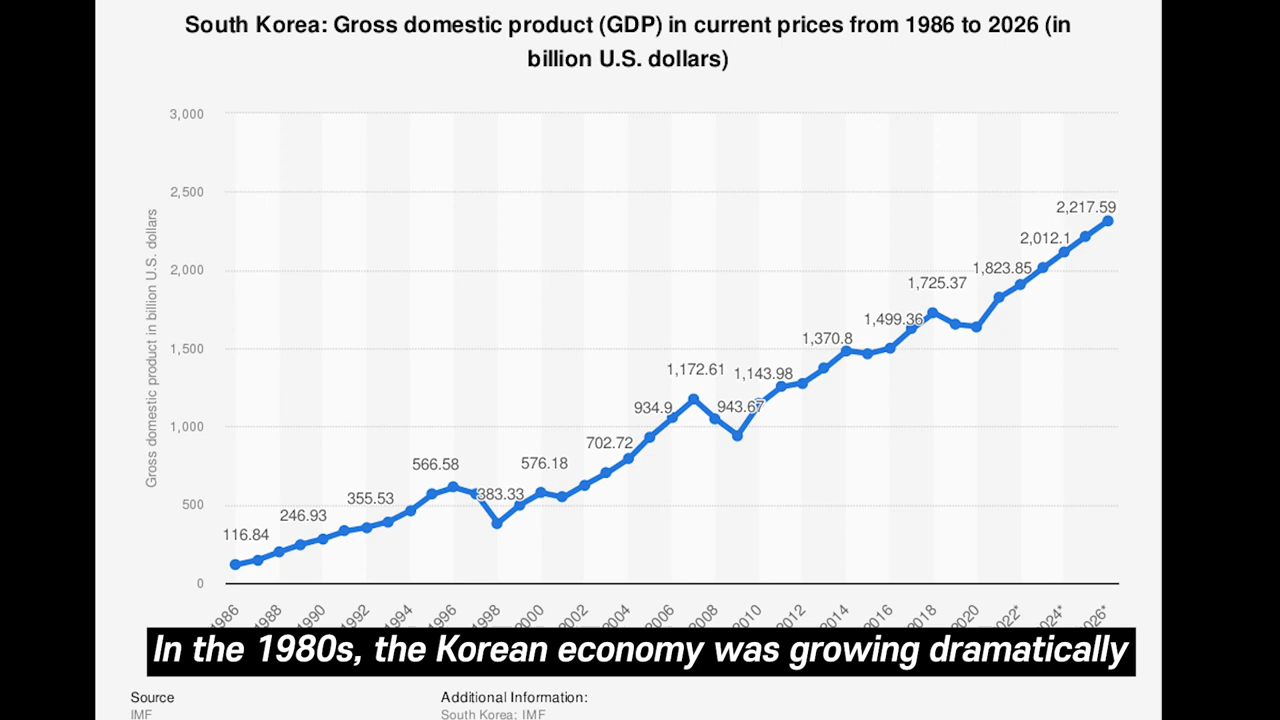 South Korea: Gross domestic product (GDP) in current prices from 1986 to 2026 (in
billion U.S. dollars)
Gross domestic product in billion U.S. dollars
3,000
2,500
2,000
1,500
1,000
500
0
116.84
246.93
355.53
566.58
383.33
576.18
702.72
934.9
1,172.61
943.67
1,143.98
1,370.8
1,499.36
1,725.37
1,823.85
2,012.1
2,217.59
1986 1988 1990 1992 1994 1996 1998 2000 2002 2004 2006 2008 2010 2012 2014 2016 2018 2020 2022* 2024* 2026*
In the 1980s, the Korean economy was growing dramatically
Source
IMF
Additional Information:
South Korea; IMF